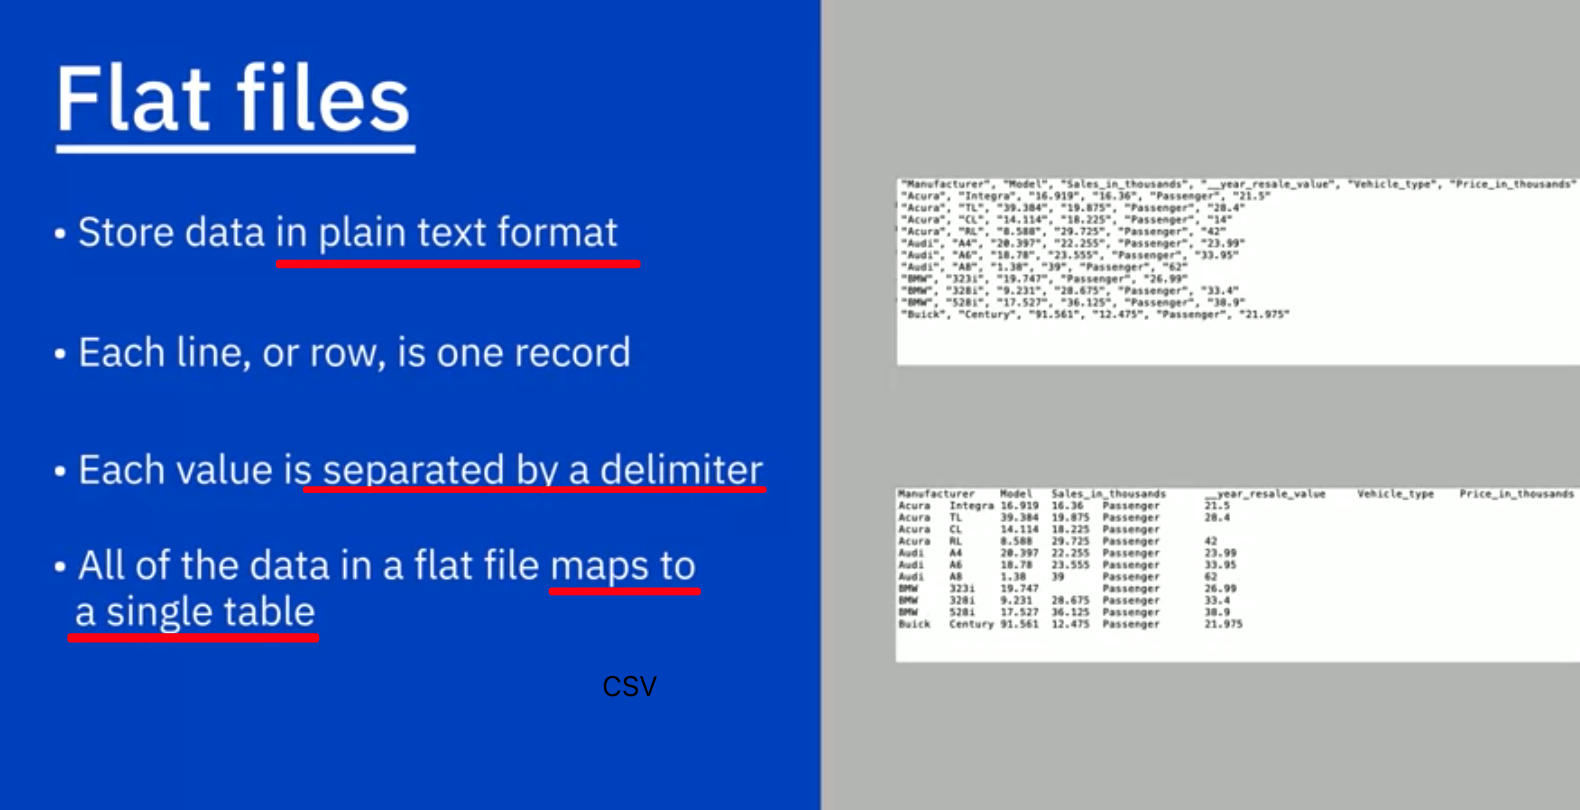 Flat files
• Store data in plain text format
• Each line, or row, is one record
• Each value is separated by a delimiter
• All of the data in a flat file maps to
a single table
CSV
"Manufacturer", "Model", "Sales_in_thousands", "__year_resale_value", "Vehicle_type", "Price_in_thousands"
"Acura", "Integra", "16.919", "16.36", "Passenger", "21.5"
"Acura", "TL", "39.384", "19.875", "Passenger", "28.4"
"Acura", "CL", "14.114", "18.225", "Passenger", "14"
"Acura", "RL", "8.588", "29.725", "Passenger", "42"
"Audi", "A4", "20.397", "22.255", "Passenger", "23.99"
"Audi", "A6", "18.78", "23.555", "Passenger", "33.95"
"Audi", "A8", "1.38", "39", "Passenger", "62"
"BMW", "323i", "19.747", "Passenger", "26.99"
"BMW", "328i", "9.231", "28.675", "Passenger", "33.4"
"BMW", "528i", "17.527", "36.125", "Passenger", "38.9"
"Buick", "Century", "91.561", "12.475", "Passenger", "21.975"
Manufacturer Model Sales_in_thousands __year_resale_value Vehicle_type Price_in_thousands
Acura Integra 16.919 16.36 Passenger 21.5
Acura TL 39.384 19.875 Passenger 28.4
Acura CL 14.114 18.225 Passenger
Acura RL 8.588 29.725 Passenger 42
Audi A4 20.397 22.255 Passenger 23.99
Audi A6 18.78 23.555 Passenger 33.95
Audi A8 1.38 39 Passenger 62
BMW 323i 19.747 Passenger 26.99
BMW 328i 9.231 28.675 Passenger 33.4
BMW 528i 17.527 36.125 Passenger 38.9
Buick Century 91.561 12.475 Passenger 21.975